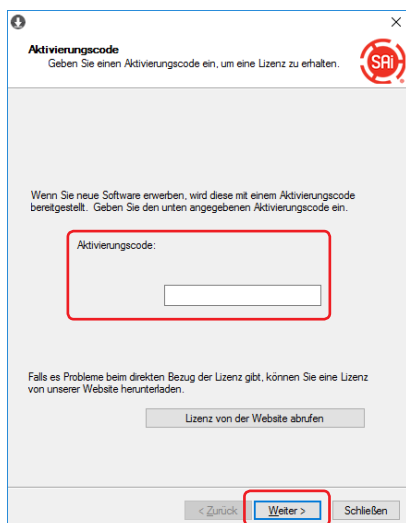 Aktivierungscode
Geben Sie einen Aktivierungscode ein, um eine Lizenz zu erhalten.
SAi
Wenn Sie neue Software erwerben, wird diese mit einem Aktivierungscode
bereitgestellt. Geben Sie den unten angegebenen Aktivierungscode ein.
Aktivierungscode:
Falls es Probleme beim direkten Bezug der Lizenz gibt, können Sie eine Lizenz
von unserer Website herunterladen.
Lizenz von der Website abrufen
< Zurück Weiter > Schließen